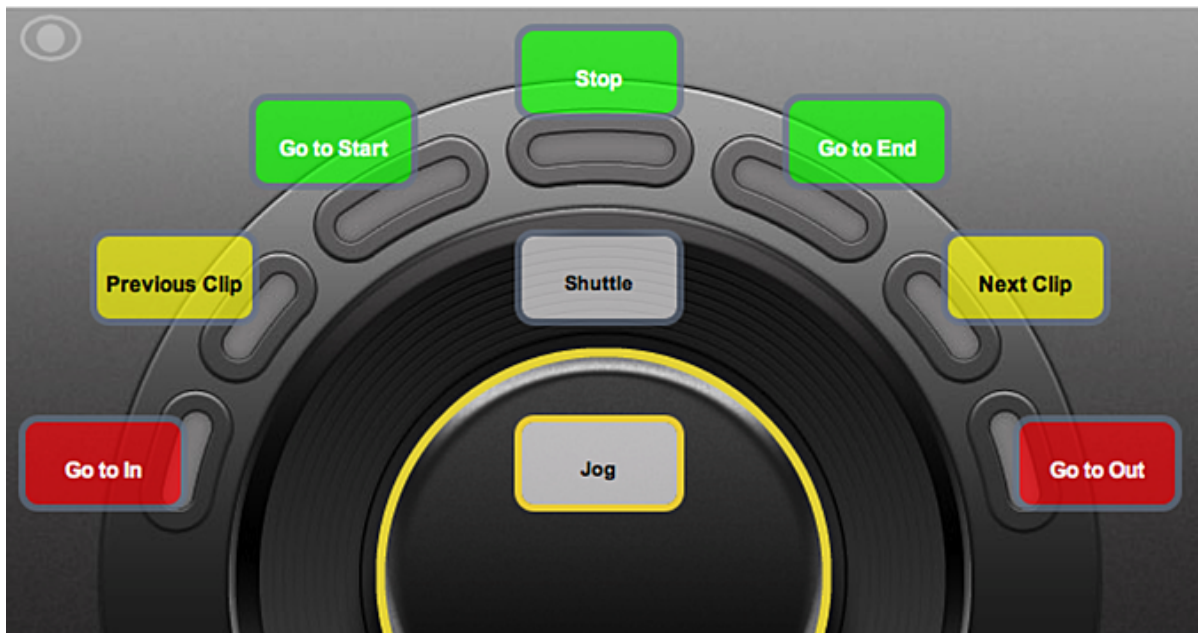 Stop
Go to Start
Go to End
Previous Clip
Shuttle
Next Clip
Go to In
Jog
Go to Out